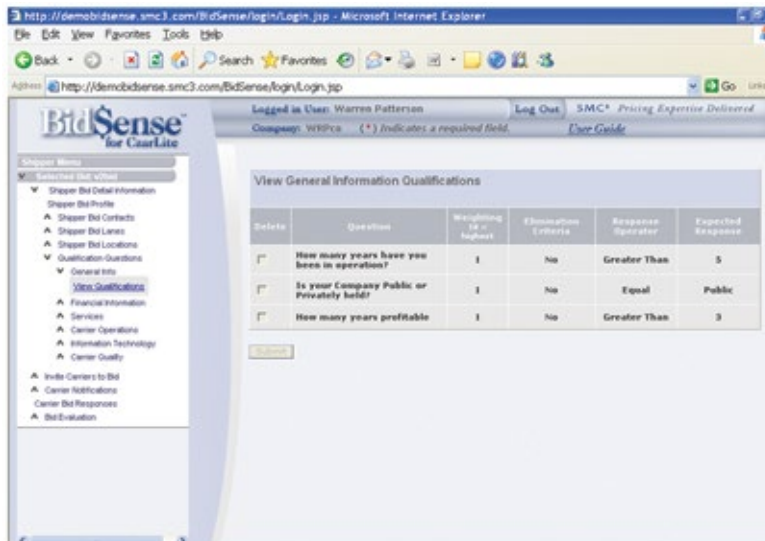 http://demobidsense.smc3.com/BidSense/login/Login.jsp - Microsoft Internet Explorer
File Edit View Favorites Tools Help
Back Search Favorites
Address http://demobidsense.smc3.com/BidSense/login/Login.jsp Go Links
BidSense
for CzarLite
Logged in User: Warren Patterson Log Out SMC³ Pricing Expertise Delivered
Company: (*) Indicates a required field. User Guide
Shipper Menu
Selected Bid:
Shipper Bid Detail Information
Shipper Bid Profile
Shipper Bid Contacts
Shipper Bid Lanes
Shipper Bid Locations
Qualification Questions
General Info
View Qualifications
Financial Information
Services
Carrier Operations
Information Technology
Carrier Quality
Invite Carriers to Bid
Carrier Notifications
Carrier Bid Responses
Bid Evaluation
View General Information Qualifications
Delete Question Weighting Elimination Criteria Response Operator Expected Response
highest
How many years have you been in operation? 1 No Greater Than 5
Is your Company Public or Privately held? 1 No Equal Public
How many years profitable 1 No Greater Than 3
Submit